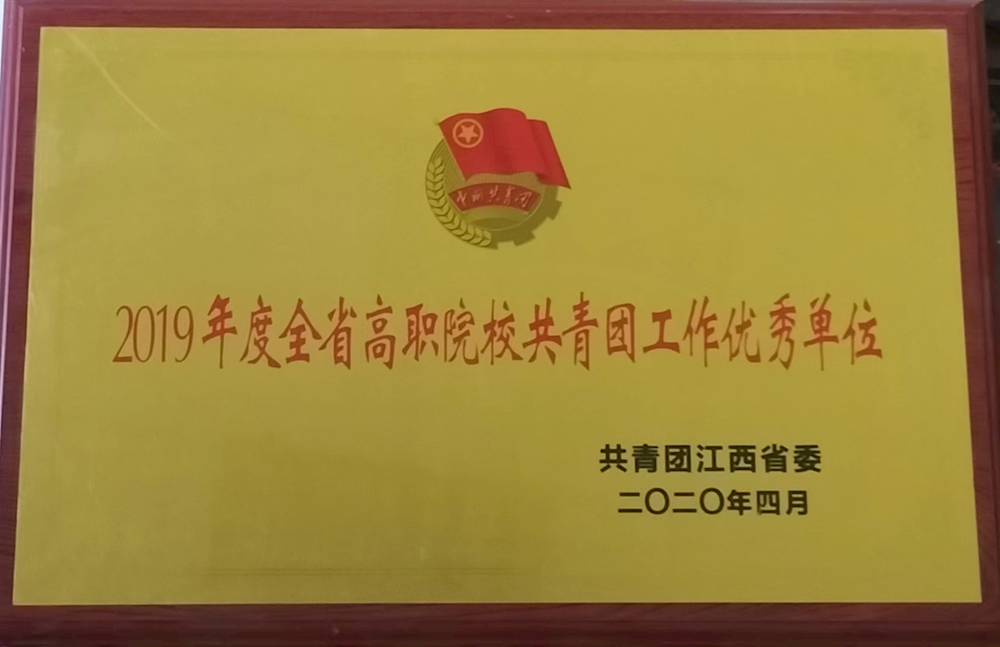 中国共青团
2019年度全省高职院校共青团工作优秀单位
共青团江西省委
二〇二〇年四月